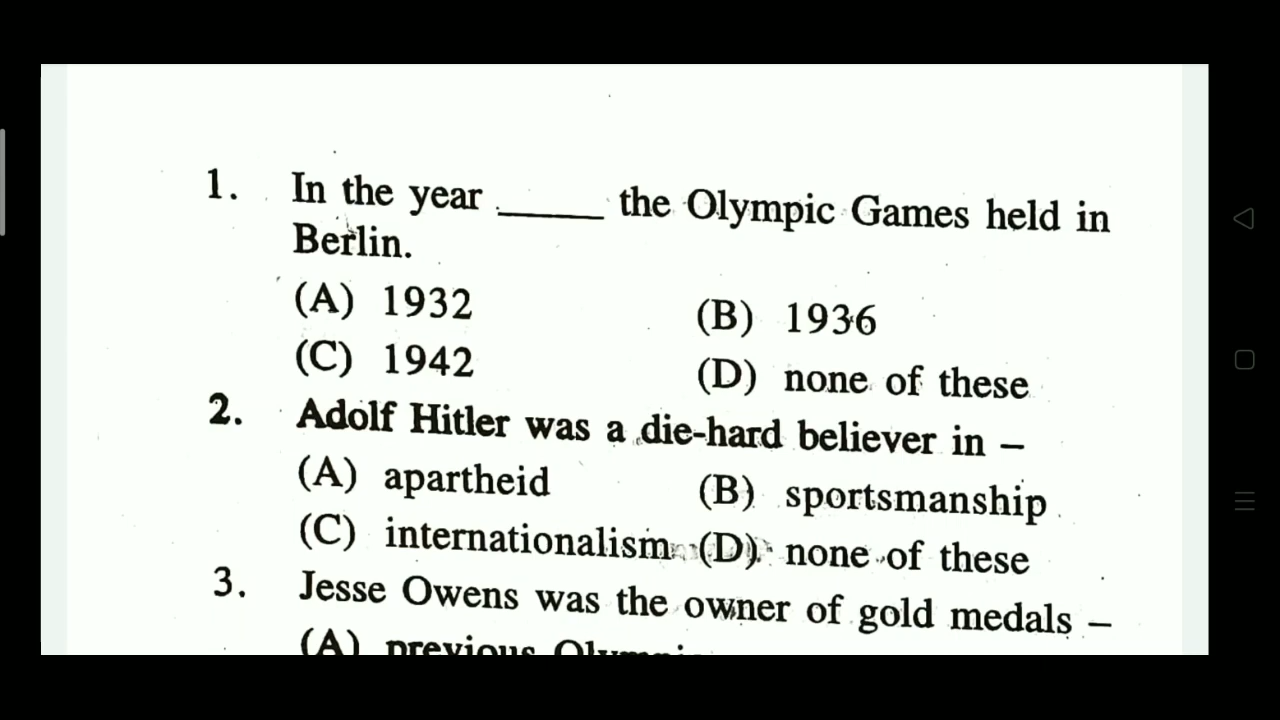 1. In the year _____ the Olympic Games held in
Berlin.
(A) 1932 (B) 1936
(C) 1942 (D) none of these
2. Adolf Hitler was a die-hard believer in –
(A) apartheid (B) sportsmanship
(C) internationalism (D) none of these
3. Jesse Owens was the owner of gold medals –
(A) previous